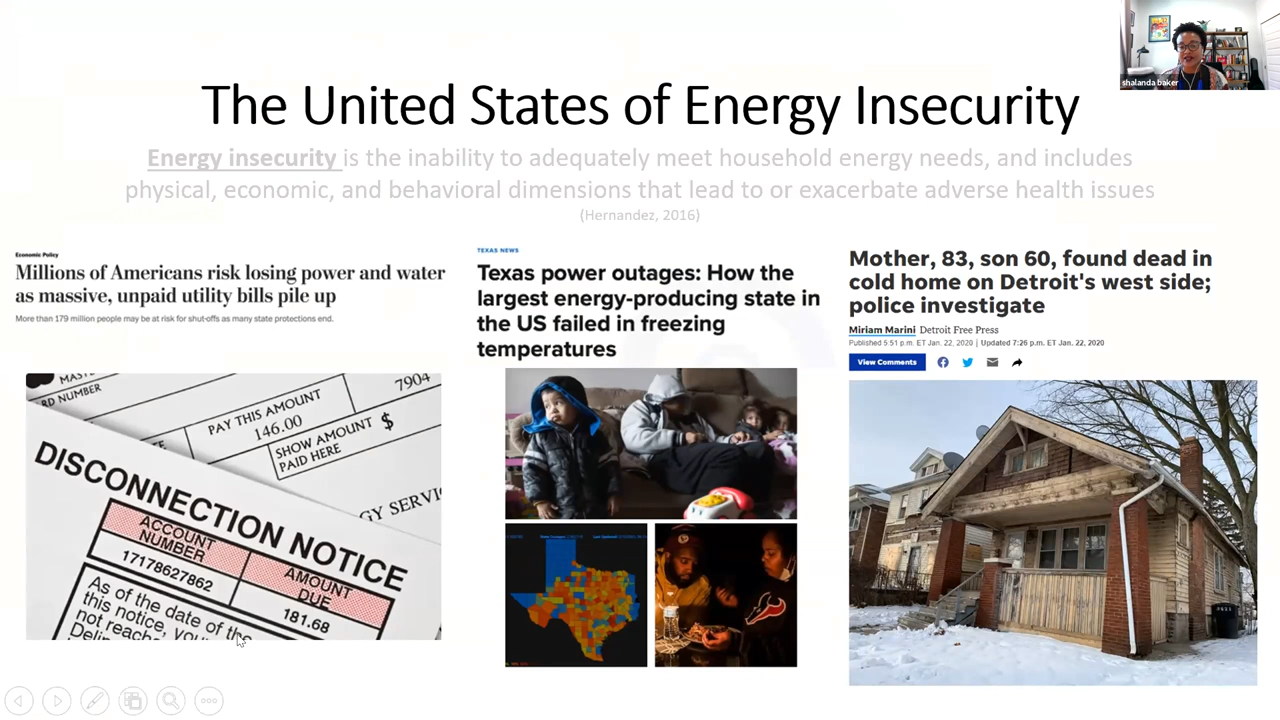 shalanda baker
The United States of Energy Insecurity
Energy insecurity is the inability to adequately meet household energy needs, and includes
physical, economic, and behavioral dimensions that lead to or exacerbate adverse health issues
(Hernandez, 2016)
Economic Policy
Millions of Americans risk losing power and water
as massive, unpaid utility bills pile up
More than 179 million people may be at risk for shut-offs as many state protections end.
RD NUMBER
7904
PAY THIS AMOUNT
146.00
SHOW AMOUNT $
PAID HERE
DISCONNECTION NOTICE
ACCOUNT
NUMBER
AMOUNT
DUE
17178627862
181.68
As of the date of the
this notice, you
not reach
TEXAS NEWS
Texas power outages: How the
largest energy-producing state in
the US failed in freezing
temperatures
Mother, 83, son 60, found dead in
cold home on Detroit's west side;
police investigate
Miriam Marini Detroit Free Press
Published 5:51 p.m. ET Jan. 22, 2020 | Updated 7:26 p.m. ET Jan. 22, 2020
View Comments